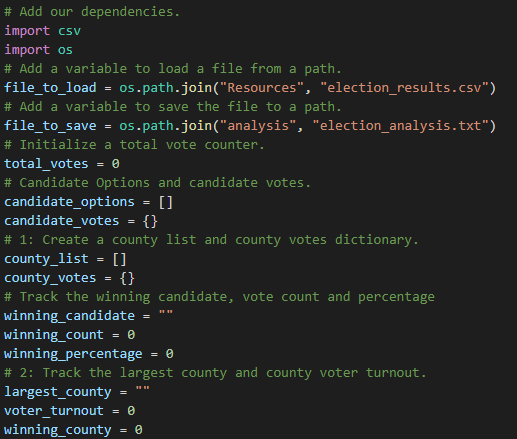 # Add our dependencies.
import csv
import os
# Add a variable to load a file from a path.
file_to_load = os.path.join("Resources", "election_results.csv")
# Add a variable to save the file to a path.
file_to_save = os.path.join("analysis", "election_analysis.txt")
# Initialize a total vote counter.
total_votes = 0
# Candidate Options and candidate votes.
candidate_options = []
candidate_votes = {}
# 1: Create a county list and county votes dictionary.
county_list = []
county_votes = {}
# Track the winning candidate, vote count and percentage
winning_candidate = ""
winning_count = 0
winning_percentage = 0
# 2: Track the largest county and county voter turnout.
largest_county = ""
voter_turnout = 0
winning_county = 0